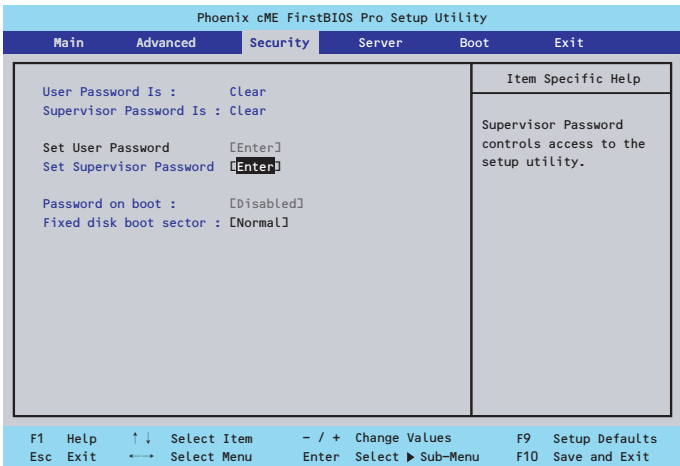 Phoenix cME FirstBIOS Pro Setup Utility
Main Advanced Security Server Boot Exit
Item Specific Help
User Password Is : Clear
Supervisor Password Is : Clear
Set User Password [Enter]
Set Supervisor Password [Enter]
Password on boot : [Disabled]
Fixed disk boot sector : [Normal]
Supervisor Password
controls access to the
setup utility.
F1 Help ↑↓ Select Item - / + Change Values F9 Setup Defaults
Esc Exit ←→ Select Menu Enter Select ▶ Sub-Menu F10 Save and Exit